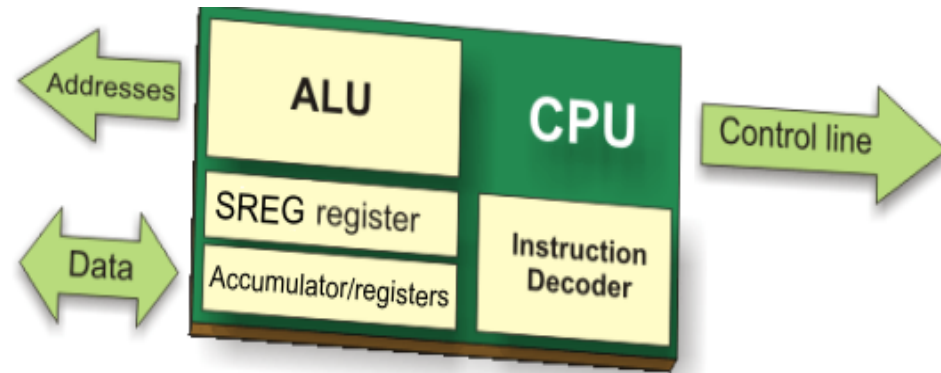 Addresses
ALU
CPU
Control line
SREG register
Data
Accumulator/registers
Instruction
Decoder